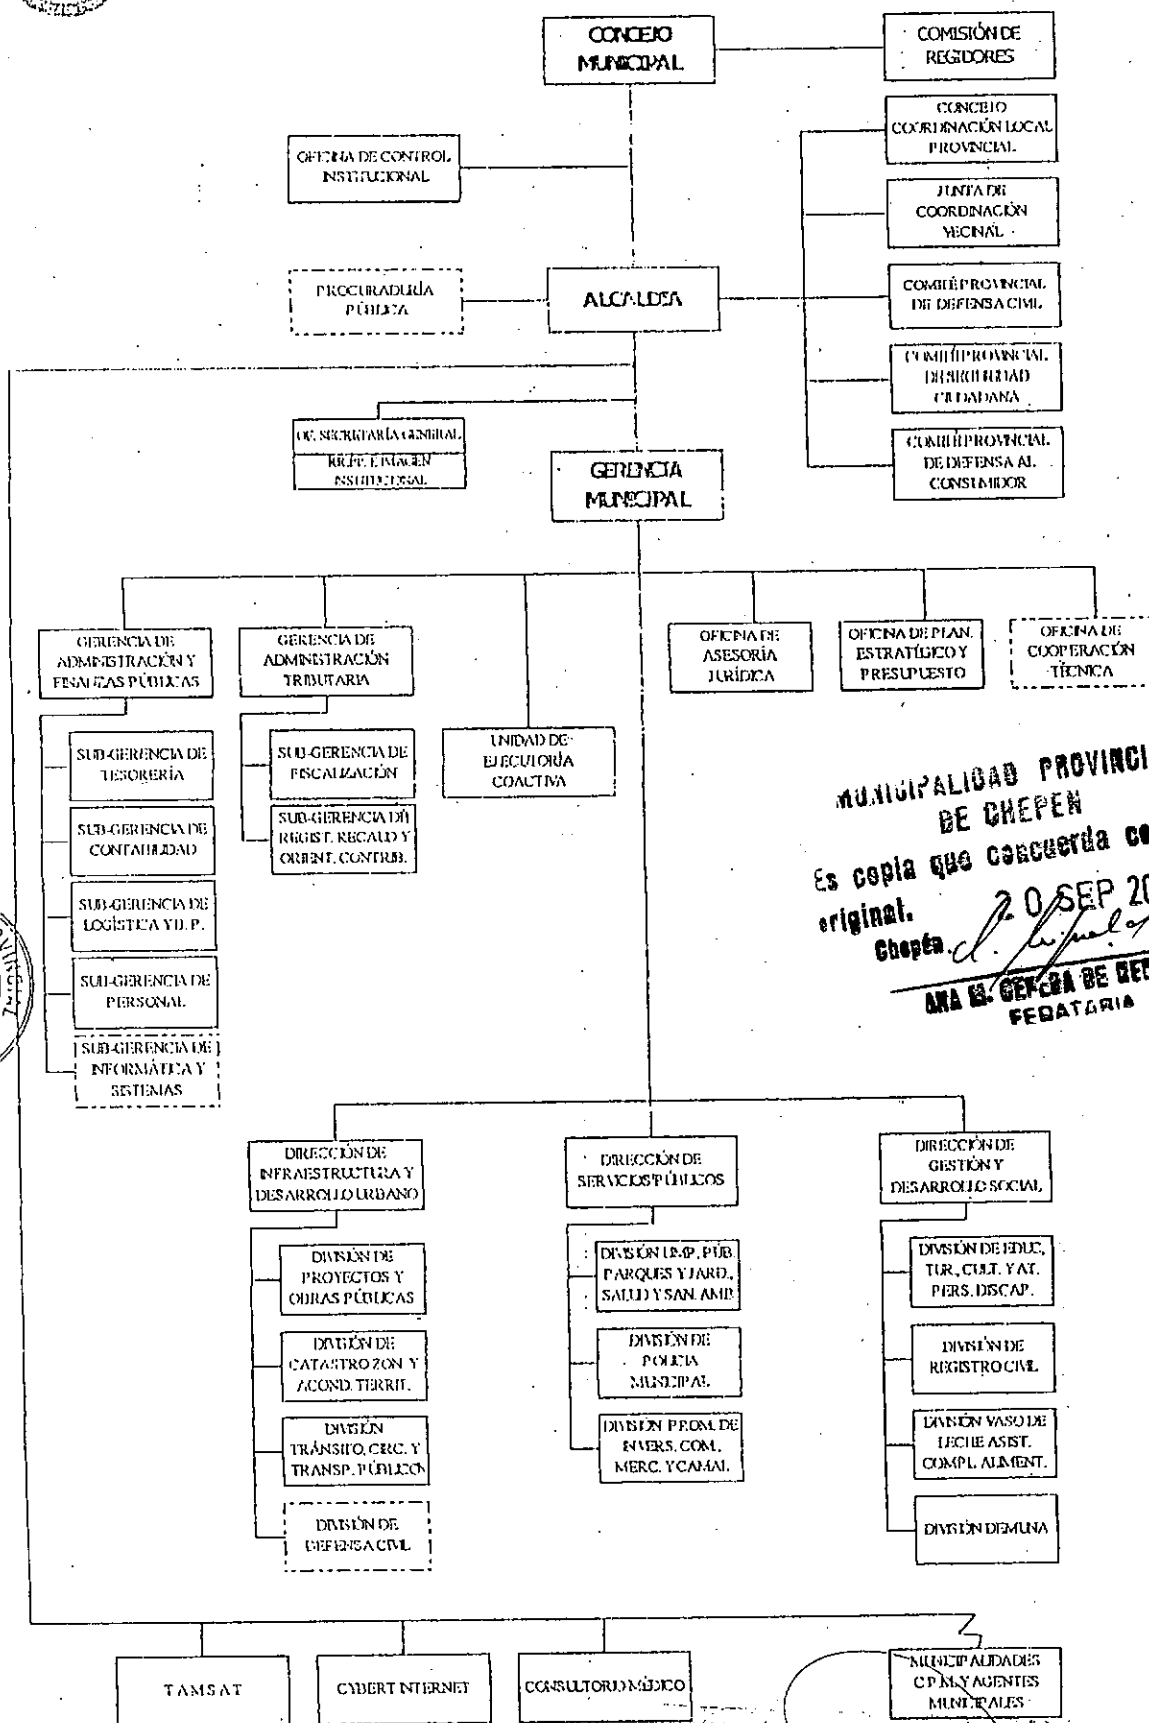 CONCEJO
MUNICIPAL
COMISIÓN DE
REGIDORES
CONCEJO
COORDINACIÓN LOCAL
PROVINCIAL
OFICINA DE CONTROL
INSTITUCIONAL
JUNTA DE
COORDINACIÓN
VECINAL
PROCURADURÍA
PÚBLICA
ALCALDIA
COMITÉ PROVINCIAL
DE DEFENSA CIVIL
COMITÉ PROVINCIAL
DE SEGURIDAD
CIUDADANA
OF. SECRETARÍA GENERAL
RR.PP. E IMAGEN
INSTITUCIONAL
GERENCIA
MUNICIPAL
COMITÉ PROVINCIAL
DE DEFENSA AL
CONSUMIDOR
GERENCIA DE
ADMINISTRACIÓN Y
FINANZAS PÚBLICAS
GERENCIA DE
ADMINISTRACIÓN
TRIBUTARIA
OFICINA DE
ASESORÍA
JURÍDICA
OFICINA DE PLAN.
ESTRATÉGICO Y
PRESUPUESTO
OFICINA DE
COOPERACIÓN
TÉCNICA
SUB-GERENCIA DE
TESORERÍA
SUB-GERENCIA DE
FISCALIZACIÓN
UNIDAD DE
EJECUTORÍA
COACTIVA
SUB-GERENCIA DE
CONTABILIDAD
SUB-GERENCIA DE
REGIST. RECAUD Y
ORIENT. CONTRIB.
SUB-GERENCIA DE
LOGÍSTICA Y B. P.
SUB-GERENCIA DE
PERSONAL
SUB-GERENCIA DE
INFORMÁTICA Y
SISTEMAS
MUNICIPALIDAD PROVINCI
DE CHEPEN
Es copia que concuerda co
original.
20 SEP 20
Chepén
ANA
FEDATARIA
DIRECCIÓN DE
INFRAESTRUCTURA Y
DESARROLLO URBANO
DIRECCIÓN DE
SERVICIOS PÚBLICOS
DIRECCIÓN DE
GESTIÓN Y
DESARROLLO SOCIAL
DIVISIÓN DE
PROYECTOS Y
OBRAS PÚBLICAS
DIVISIÓN LIMP. PÚB.
PARQUES Y JARD.,
SALUD Y SAN. AMB.
DIVISIÓN DE EDUC,
TUR., CULT. Y AT.
PERS. DISCAP.
DIVISIÓN DE
CATASTRO ZON Y
ACOND. TERRIT.
DIVISIÓN DE
POLICIA
MUNICIPAL
DIVISIÓN DE
REGISTRO CIVIL
DIVISIÓN
TRÁNSITO, CIRC. Y
TRANSP. PÚBLICO
DIVISIÓN PROM. DE
INVERS. COM.,
MERC. Y CAMAL
DIVISIÓN VASO DE
LECHE ASIST.
COMPL. ALIMENT.
DIVISIÓN DE
DEFENSA CIVIL
DIVISIÓN DEMUNA
TAMSAT
CYBERT INTERNET
CONSULTORIO MÉDICO
MUNICIPALIDADES
C P M. Y AGENTES
MUNICIPALES